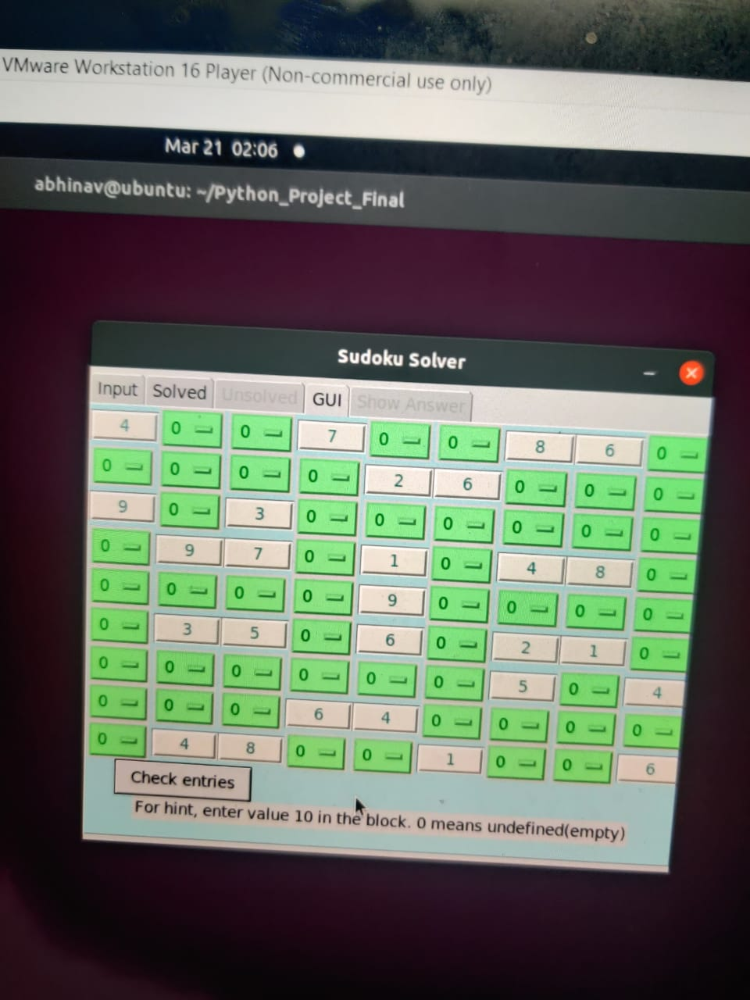 VMware Workstation 16 Player (Non-commercial use only)
Mar 21 02:06
abhinav@ubuntu: ~/Python_Project_Final
Sudoku Solver
Input Solved Unsolved GUI Show Answer
4 0 0 7 0 0 8 6 0
0 0 0 0 2 6 0 0 0
9 0 3 0 0 0 0 0 0
0 9 7 0 1 0 4 8 0
0 0 0 0 9 0 0 0 0
0 3 5 0 6 0 2 1 0
0 0 0 0 0 0 5 0 4
0 0 0 6 4 0 0 0 0
0 4 8 0 0 1 0 0 6
Check entries
For hint, enter value 10 in the block. 0 means undefined(empty)